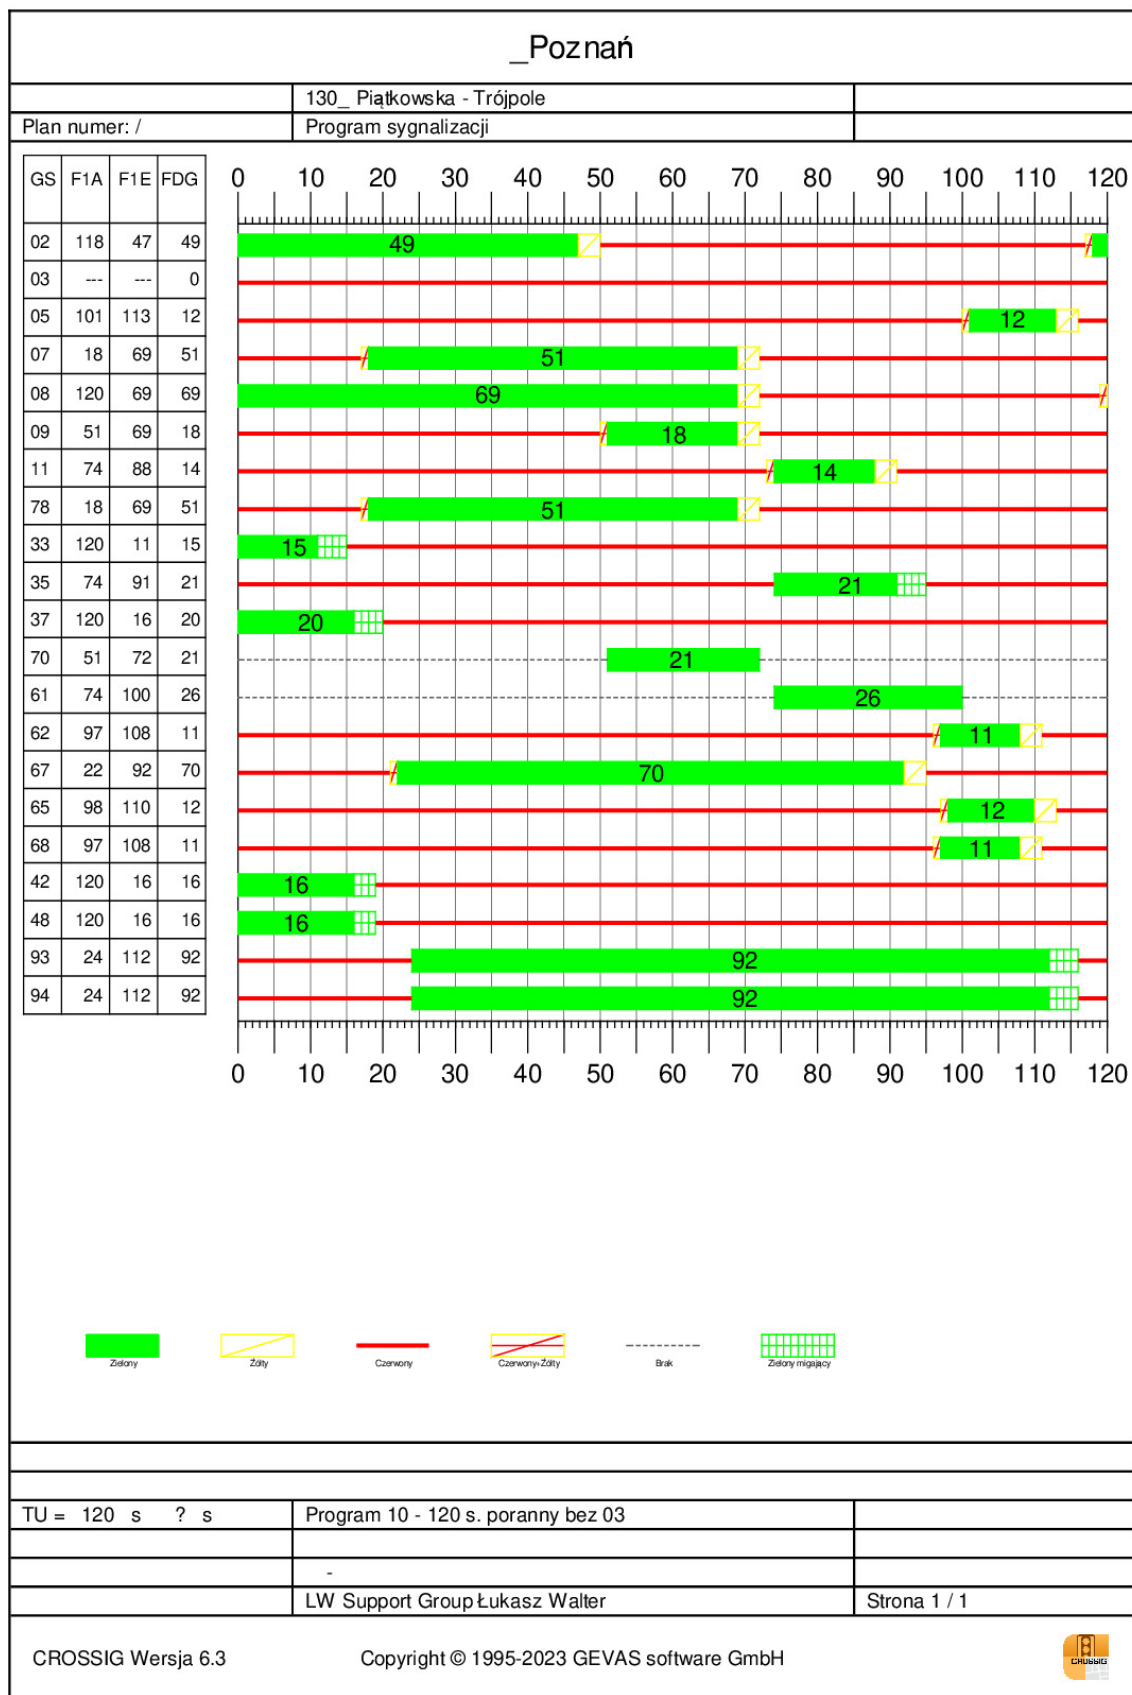 _Poznań
130_ Piątkowska - Trójpole
Plan numer: / Program sygnalizacji
GS F1A F1E FDG 0 10 20 30 40 50 60 70 80 90 100 110 120
02 118 47 49 49
03 --- --- 0
05 101 113 12 12
07 18 69 51 51
08 120 69 69 69
09 51 69 18 18
11 74 88 14 14
78 18 69 51 51
33 120 11 15 15
35 74 91 21 21
37 120 16 20 20
70 51 72 21 21
61 74 100 26 26
62 97 108 11 11
67 22 92 70 70
65 98 110 12 12
68 97 108 11 11
42 120 16 16 16
48 120 16 16 16
93 24 112 92 92
94 24 112 92 92
0 10 20 30 40 50 60 70 80 90 100 110 120
Zielony Żółty Czerwony Czerwony+Żółty Brak Zielony migający
TU = 120 s ? s Program 10 - 120 s. poranny bez 03
-
LW Support Group Łukasz Walter Strona 1 / 1
CROSSIG Wersja 6.3 Copyright © 1995-2023 GEVAS software GmbH
CROSSIG